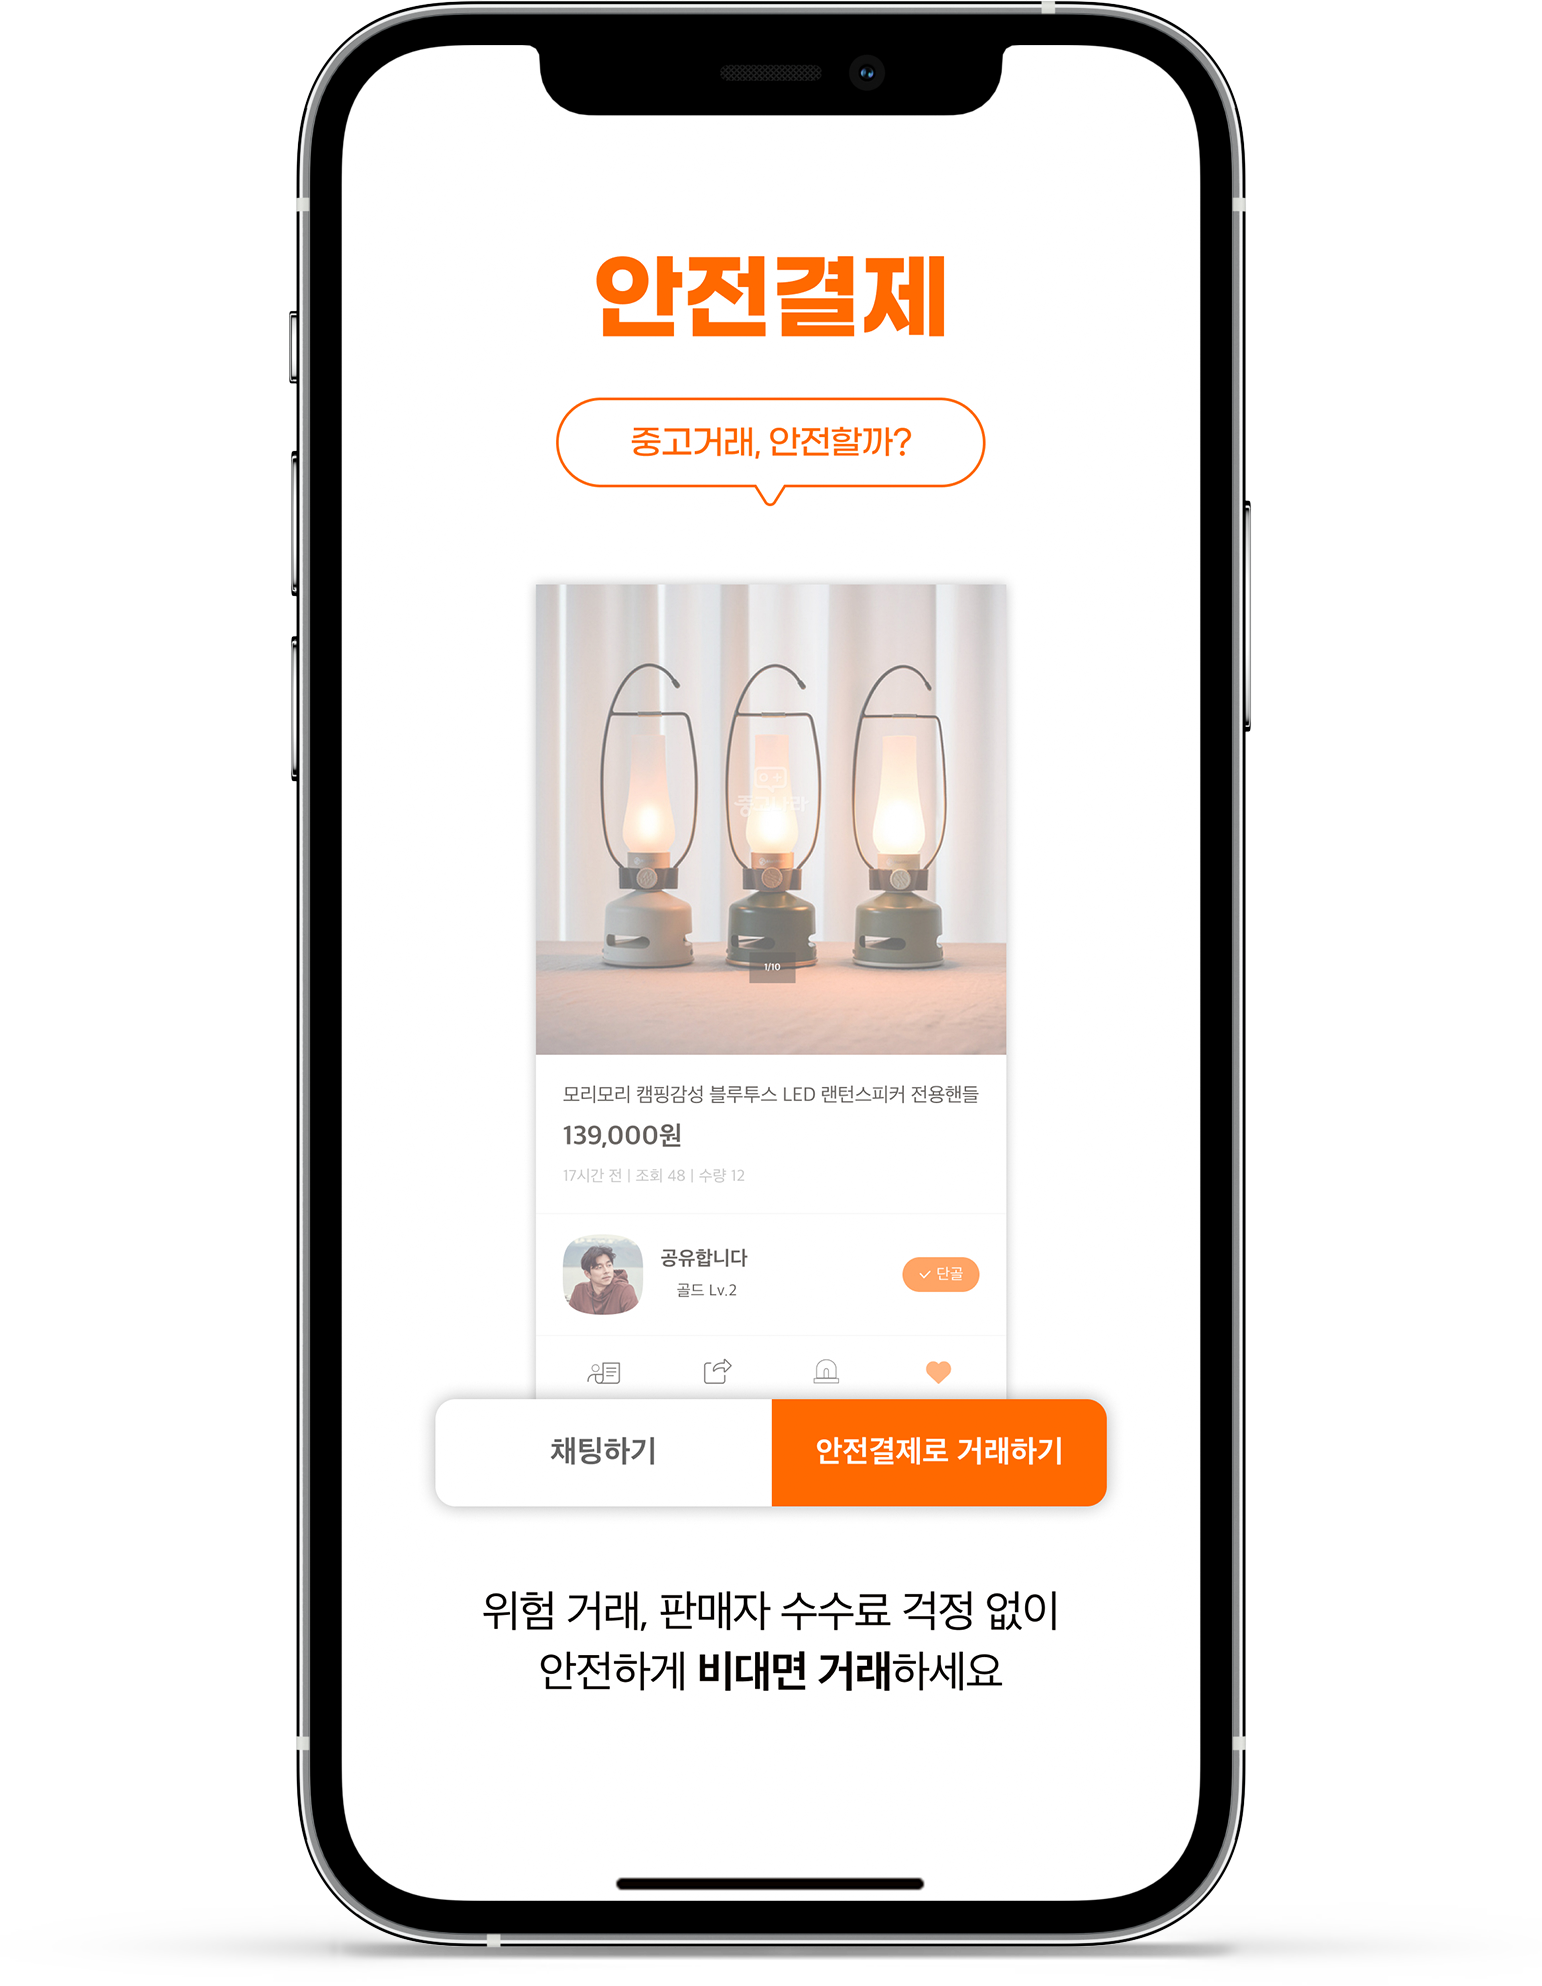 안전결제
중고거래, 안전할까?
중고나라
1/10
모리모리 캠핑감성 블루투스 LED 랜턴스피커 전용핸들
139,000원
17시간 전 | 조회 48 | 수량 12
공유합니다
골드 Lv.2
단골
채팅하기
안전결제로 거래하기
위험 거래, 판매자 수수료 걱정 없이
안전하게 비대면 거래하세요